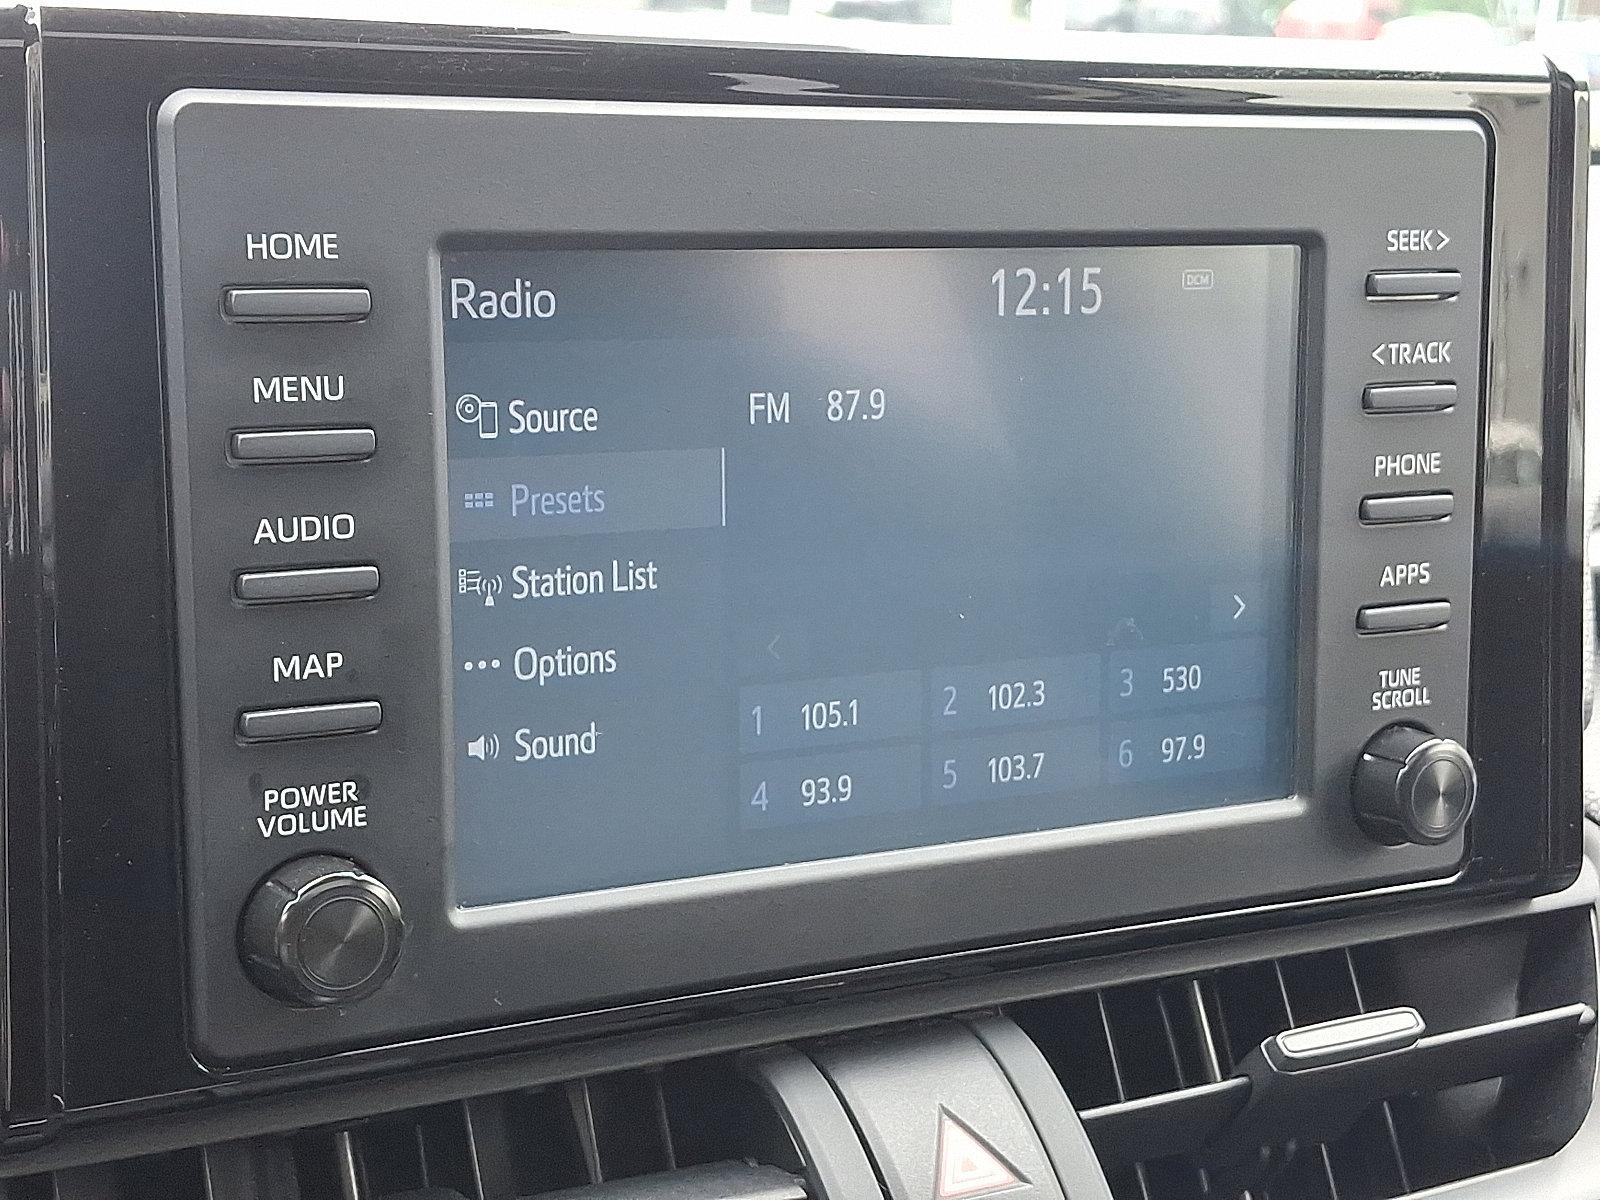 HOME
MENU
AUDIO
MAP
POWER
VOLUME
Radio
12:15
DCM
Source
Presets
Station List
Options
Sound
FM 87.9
<
>
1 105.1
2 102.3
3 530
4 93.9
5 103.7
6 97.9
SEEK>
<TRACK
PHONE
APPS
TUNE
SCROLL